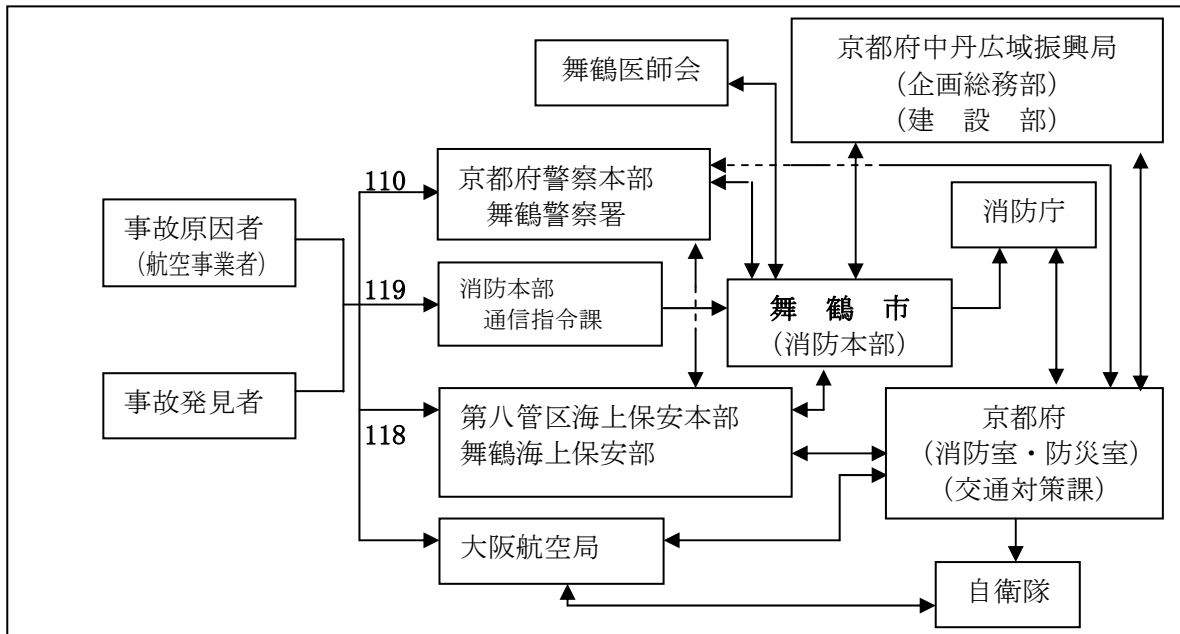 舞鶴医師会
京都府中丹広域振興局
（企画総務部）
（建　設　部）
110
京都府警察本部
舞鶴警察署
消防庁
事故原因者
（航空事業者）
119
消防本部
通信指令課
舞　鶴　市
（消防本部）
事故発見者
118
第八管区海上保安本部
舞鶴海上保安部
京都府
（消防室・防災室）
（交通対策課）
大阪航空局
自衛隊